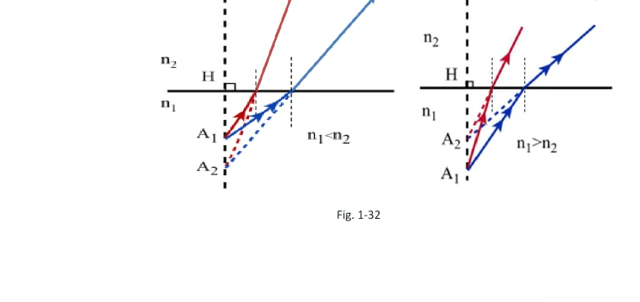 n₂
H
n₁
A₁
A₂
n₁<n₂
n₂
H
n₁
A₂
A₁
n₁>n₂
Fig. 1-32